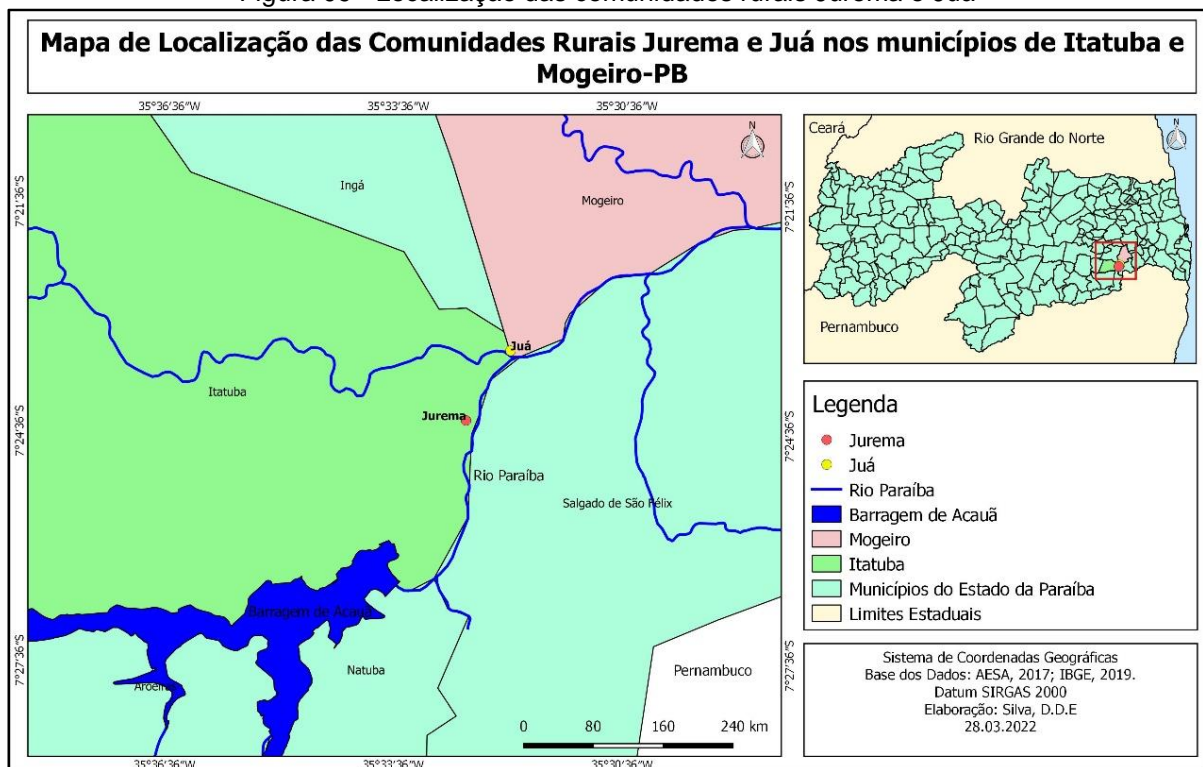 Mapa de Localização das Comunidades Rurais Jurema e Juá nos municípios de Itatuba e
Mogeiro-PB
35°36'36"W
35°33'36"W
35°30'36"W
7°21'36"S
7°24'36"S
7°27'36"S
7°21'36"S
7°24'36"S
7°27'36"S
N
Ingá
Mogeiro
Juá
Itatuba
Jurema
Rio Paraíba
Salgado de São Félix
Barragem de Acauã
Natuba
Pernambuco
0 80 160 240 km
35°36'36"W
35°33'36"W
35°30'36"W
Ceará
Rio Grande do Norte
N
Pernambuco
Legenda
Jurema
Juá
Rio Paraíba
Barragem de Acauã
Mogeiro
Itatuba
Municípios do Estado da Paraíba
Limites Estaduais
Sistema de Coordenadas Geográficas
Base dos Dados: AESA, 2017; IBGE, 2019.
Datum SIRGAS 2000
Elaboração: Silva, D.D.E
28.03.2022